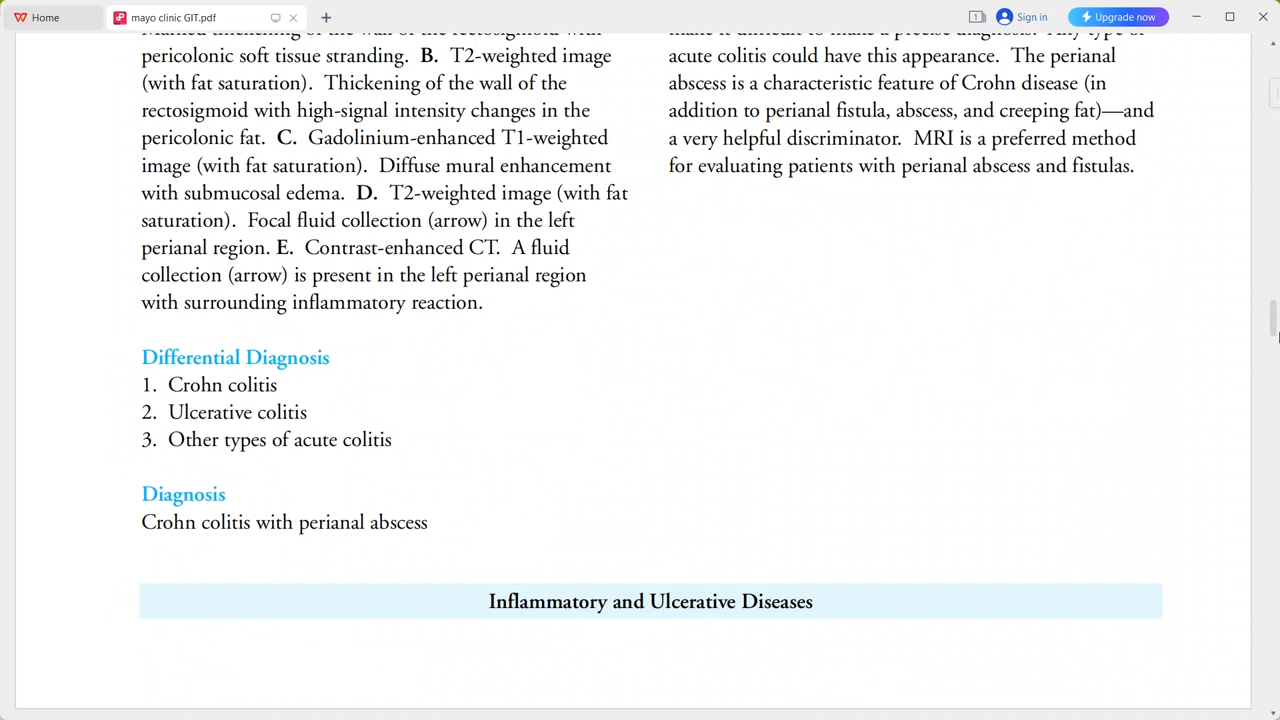 Home
mayo clinic GIT.pdf
1
Sign in
Upgrade now
pericolonic soft tissue stranding. B. T2-weighted image
(with fat saturation). Thickening of the wall of the
rectosigmoid with high-signal intensity changes in the
pericolonic fat. C. Gadolinium-enhanced T1-weighted
image (with fat saturation). Diffuse mural enhancement
with submucosal edema. D. T2-weighted image (with fat
saturation). Focal fluid collection (arrow) in the left
perianal region. E. Contrast-enhanced CT. A fluid
collection (arrow) is present in the left perianal region
with surrounding inflammatory reaction.
Differential Diagnosis
1. Crohn colitis
2. Ulcerative colitis
3. Other types of acute colitis
Diagnosis
Crohn colitis with perianal abscess
acute colitis could have this appearance. The perianal
abscess is a characteristic feature of Crohn disease (in
addition to perianal fistula, abscess, and creeping fat)—and
a very helpful discriminator. MRI is a preferred method
for evaluating patients with perianal abscess and fistulas.
Inflammatory and Ulcerative Diseases